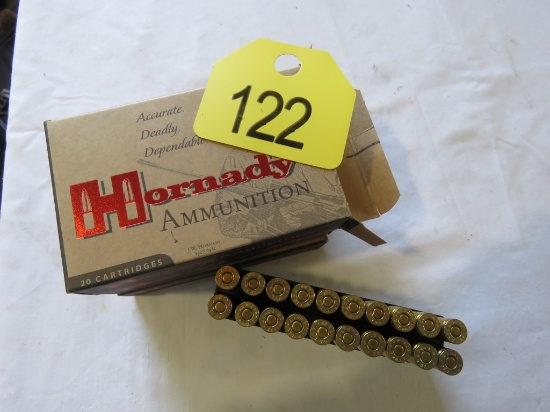 122
Accurate.
Deadly.
Dependable
Hornady
AMMUNITION
20 CARTRIDGES